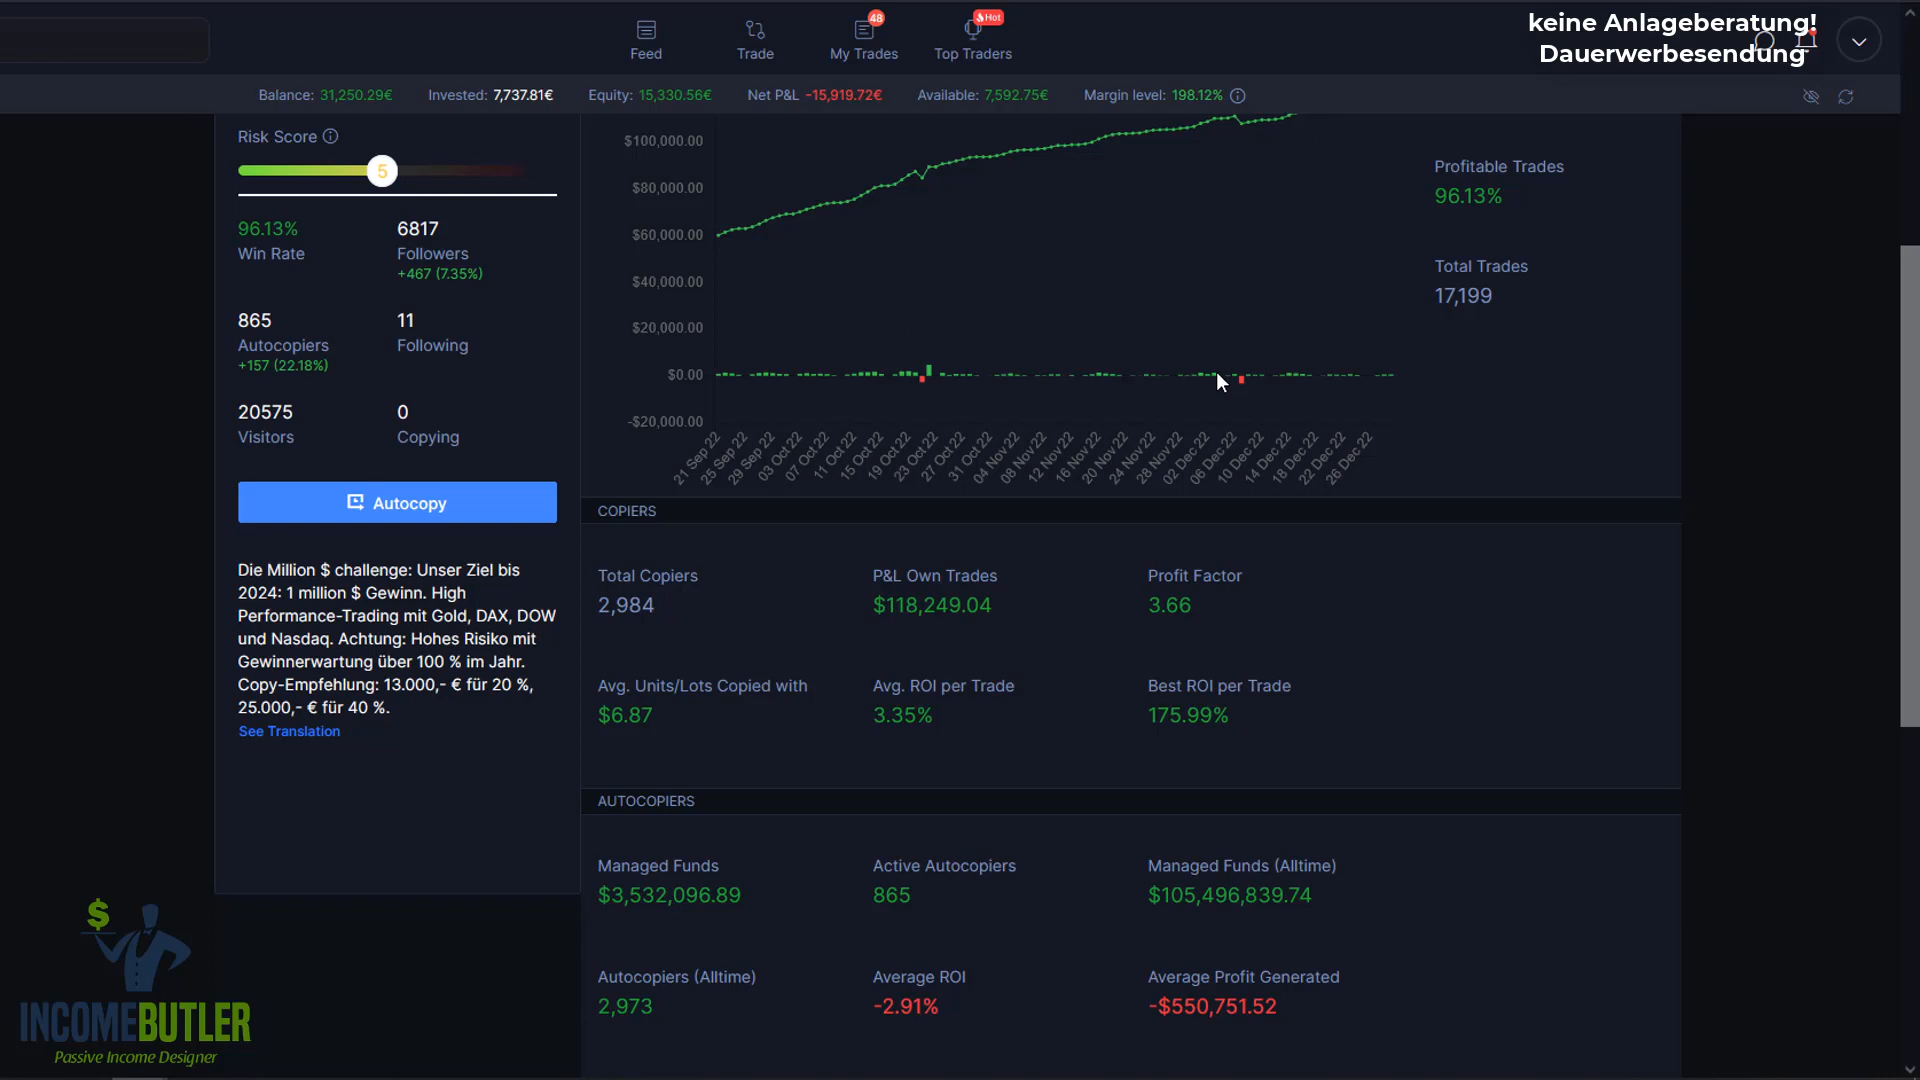 keine Anlageberatung!
Dauerwerbesendung
Feed
Trade
48
My Trades
Hot
Top Traders
Balance: 31,250.29€ Invested: 7,737.81€ Equity: 15,330.56€ Net P&L -15,919.72€ Available: 7,592.75€ Margin level: 198.12%
Risk Score
5
96.13%
Win Rate
6817
Followers
+467 (7.35%)
865
Autocopiers
+157 (22.18%)
11
Following
20575
Visitors
0
Copying
Autocopy
Die Million $ challenge: Unser Ziel bis
2024: 1 million $ Gewinn. High
Performance-Trading mit Gold, DAX, DOW
und Nasdaq. Achtung: Hohes Risiko mit
Gewinnerwartung über 100 % im Jahr.
Copy-Empfehlung: 13.000,- € für 20 %,
25.000,- € für 40 %.
See Translation
$100,000.00
$80,000.00
$60,000.00
$40,000.00
$20,000.00
$0.00
-$20,000.00
21 Sep 22
25 Sep 22
29 Sep 22
03 Oct 22
07 Oct 22
11 Oct 22
15 Oct 22
19 Oct 22
23 Oct 22
27 Oct 22
31 Oct 22
04 Nov 22
08 Nov 22
12 Nov 22
16 Nov 22
20 Nov 22
24 Nov 22
28 Nov 22
02 Dec 22
06 Dec 22
10 Dec 22
14 Dec 22
18 Dec 22
22 Dec 22
26 Dec 22
Profitable Trades
96.13%
Total Trades
17,199
COPIERS
Total Copiers
2,984
P&L Own Trades
$118,249.04
Profit Factor
3.66
Avg. Units/Lots Copied with
$6.87
Avg. ROI per Trade
3.35%
Best ROI per Trade
175.99%
AUTOCOPIERS
Managed Funds
$3,532,096.89
Active Autocopiers
865
Managed Funds (Alltime)
$105,496,839.74
Autocopiers (Alltime)
2,973
Average ROI
-2.91%
Average Profit Generated
-$550,751.52
$
INCOMEBUTLER
Passive Income Designer